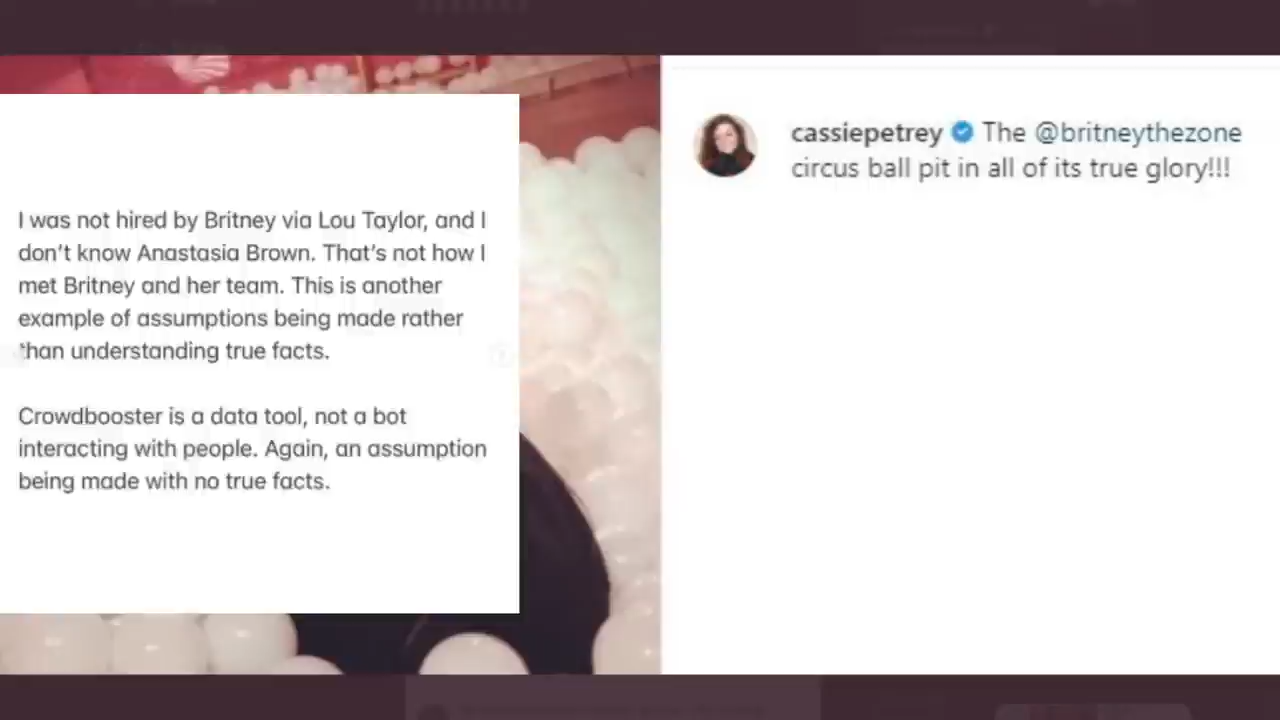 I was not hired by Britney via Lou Taylor, and I
don't know Anastasia Brown. That's not how I
met Britney and her team. This is another
example of assumptions being made rather
than understanding true facts.
Crowdbooster is a data tool, not a bot
interacting with people. Again, an assumption
being made with no true facts.
cassiepetrey The @britneythezone
circus ball pit in all of its true glory!!!